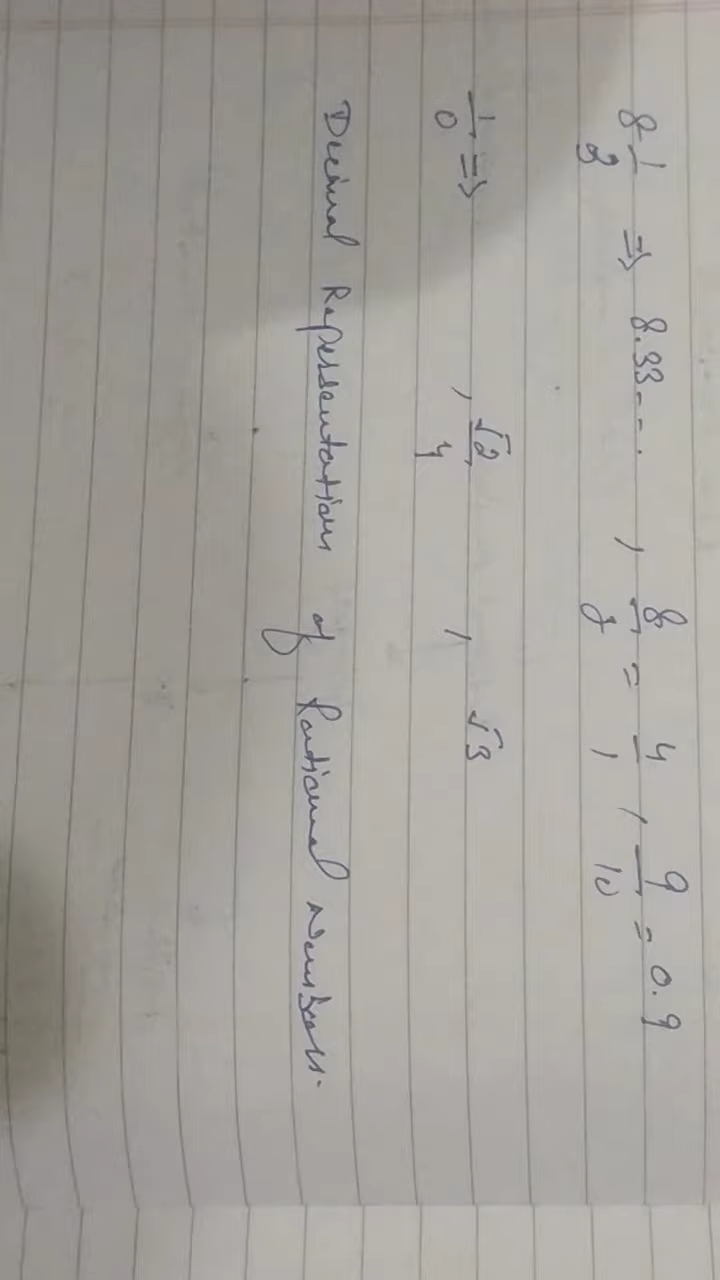 8 1/3 ⇒ 8.33--- , 8/2 = 4/1 , 9/10 = 0.9
1/0 ⇒ , √2/4 , √3
Decimal Repesentations of Rational Numbers.